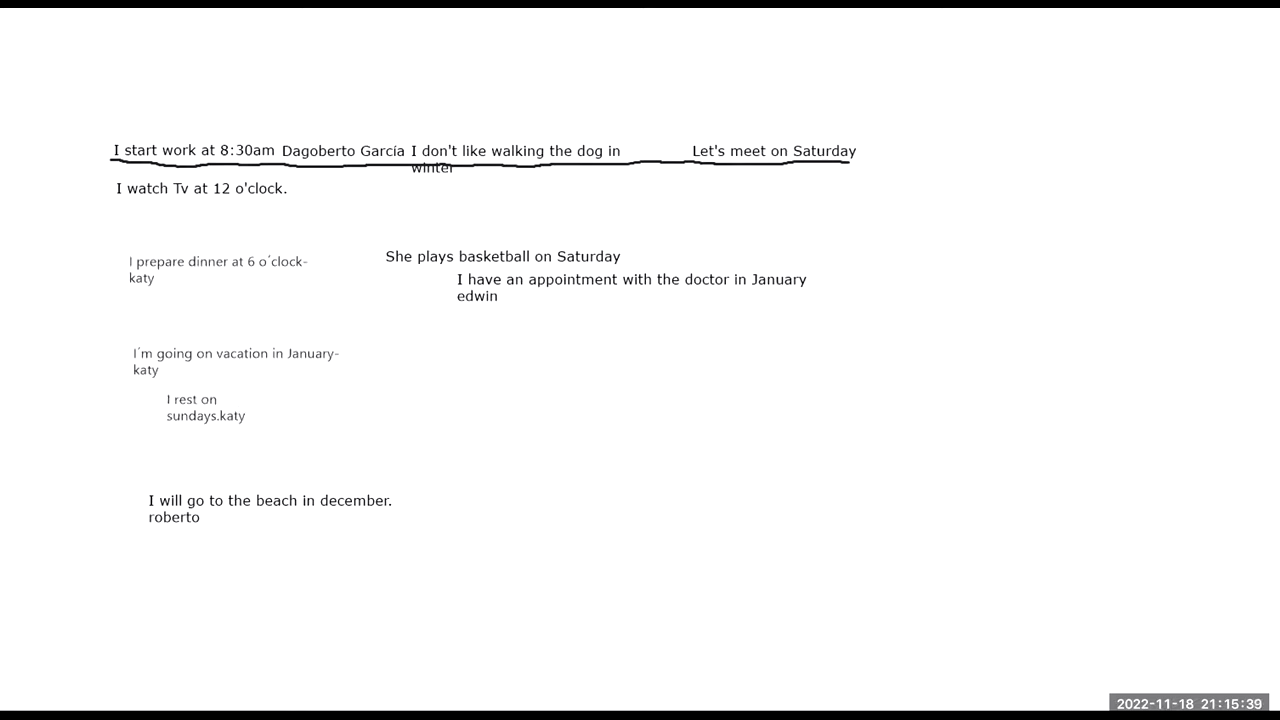 I start work at 8:30am Dagoberto García I don't like walking the dog in
winter
Let's meet on Saturday
I watch Tv at 12 o'clock.
She plays basketball on Saturday
I prepare dinner at 6 o´clock-
katy
I have an appointment with the doctor in January
edwin
I´m going on vacation in January-
katy
I rest on
sundays.katy
I will go to the beach in december.
roberto
2022-11-18 21:15:39